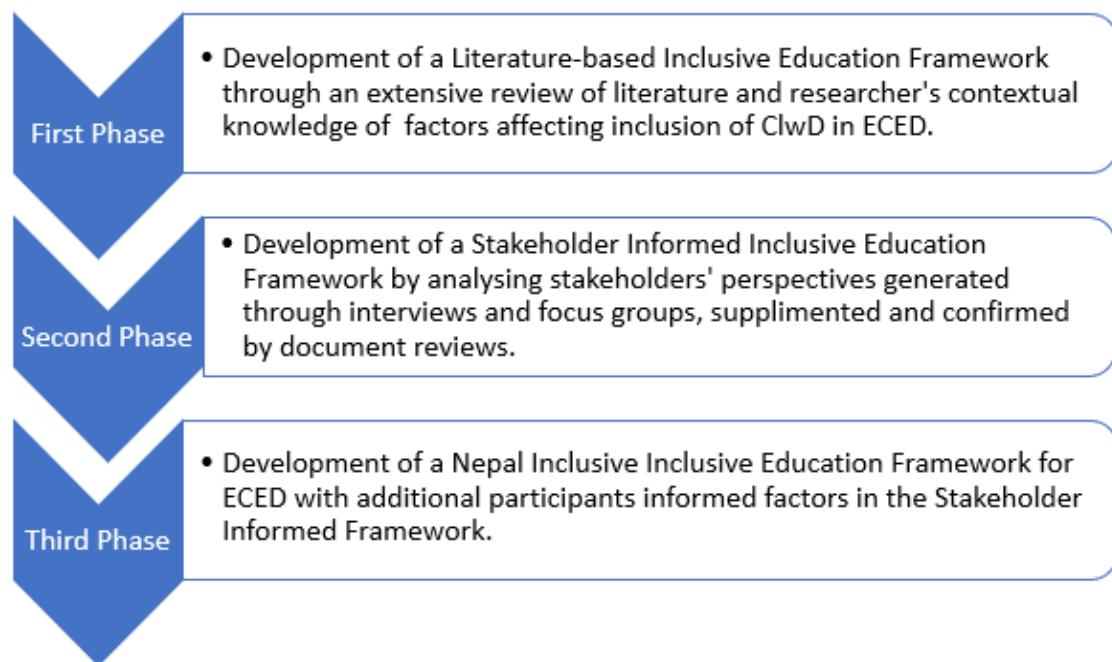 First Phase
• Development of a Literature-based Inclusive Education Framework
through an extensive review of literature and researcher's contextual
knowledge of factors affecting inclusion of ClwD in ECED.
Second Phase
• Development of a Stakeholder Informed Inclusive Education
Framework by analysing stakeholders' perspectives generated
through interviews and focus groups, supplimented and confirmed
by document reviews.
Third Phase
• Development of a Nepal Inclusive Inclusive Education Framework for
ECED with additional participants informed factors in the Stakeholder
Informed Framework.